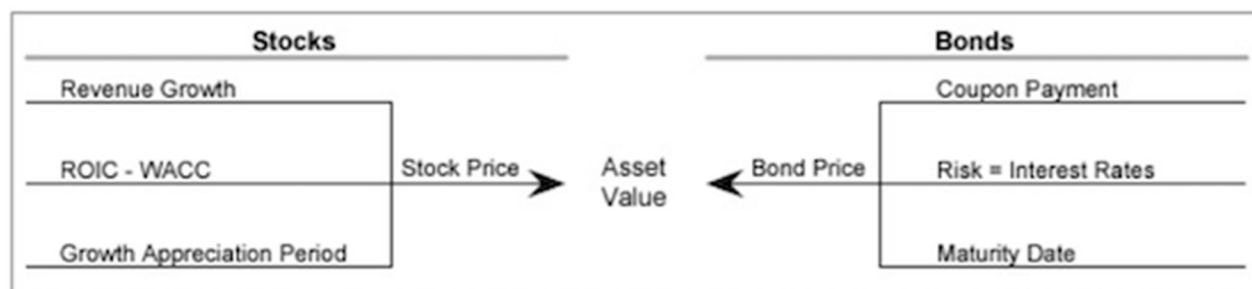 Stocks
Bonds
Revenue Growth
Coupon Payment
ROIC - WACC
Stock Price
Asset
Value
Bond Price
Risk = Interest Rates
Growth Appreciation Period
Maturity Date